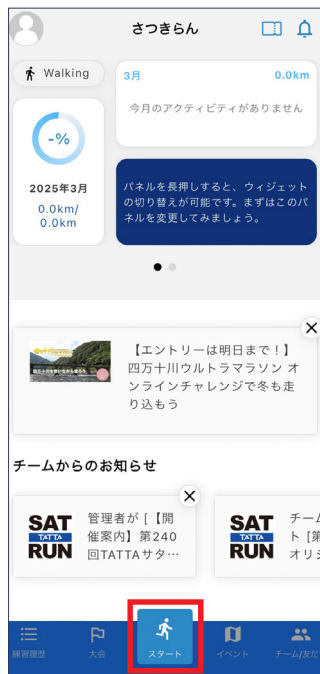 さつきらん
Walking
3月 0.0km
今月のアクティビティがありません
-%
2025年3月
0.0km/
0.0km
パネルを長押しすると、ウィジェット
の切り替えが可能です。まずはこのパ
ネルを変更してみましょう。
【エントリーは明日まで！】
四万十川ウルトラマラソン オ
ンラインチャレンジで冬も走
り込もう
チームからのお知らせ
SAT
TATTA
RUN
管理者が [【開
催案内】第240
回TATTAサタ…
SAT
TATTA
RUN
チーム
ト [第
オリジ
練習履歴 大会 スタート イベント チーム/友だ